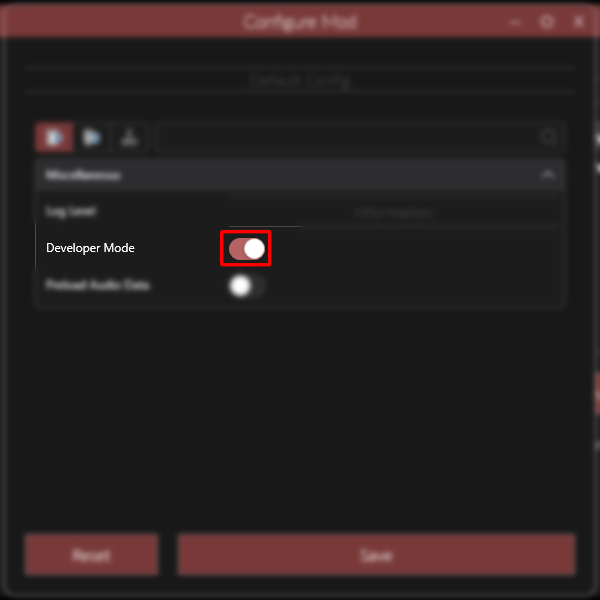 Configure Mod
Default Config
Miscellaneous
Log Level
Information
Developer Mode
Preload Audio Data
Reset
Save